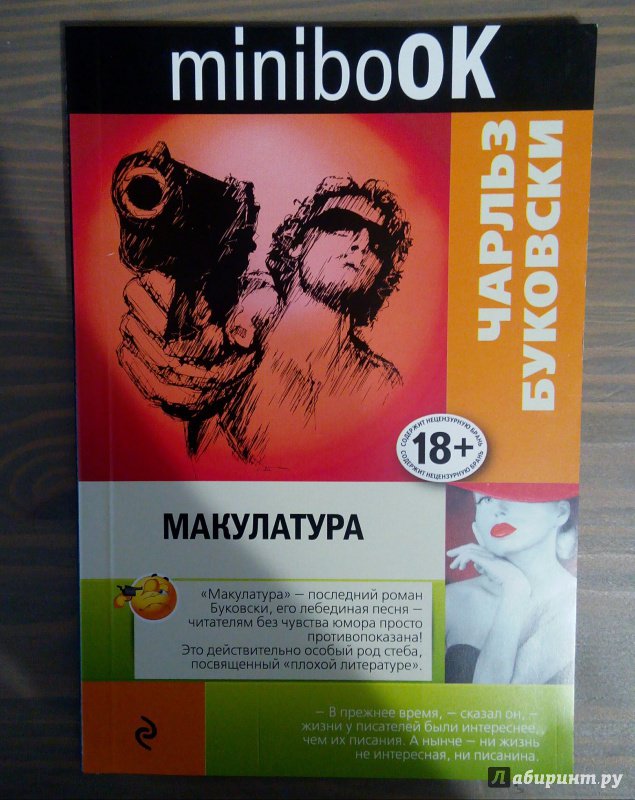 miniboOK
ЧАРЛЬЗ
БУКОВСКИ
СОДЕРЖИТ НЕЦЕНЗУРНУЮ БРАНЬ
18+
СОДЕРЖИТ НЕЦЕНЗУРНУЮ БРАНЬ
МАКУЛАТУРА
«Макулатура» — последний роман
Буковски, его лебединая песня —
читателям без чувства юмора просто
противопоказана!
Это действительно особый род стеба,
посвященный «плохой литературе».
— В прежнее время, — сказал он, —
жизни у писателей были интереснее,
чем их писания. А нынче — ни жизнь
не интересная, ни писанина.
Лабиринт.ру